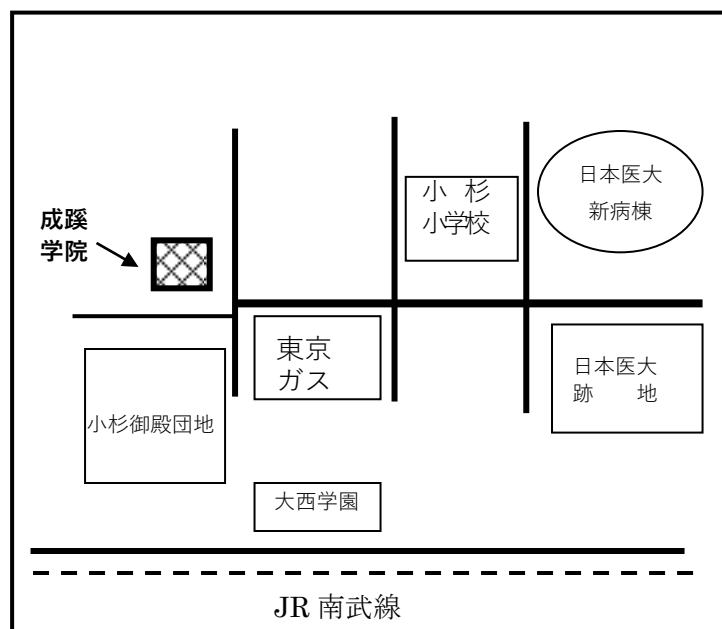 成蹊
学院
小 杉
小学校
日本医大
新病棟
東京
ガス
日本医大
跡 地
小杉御殿団地
大西学園
JR 南武線